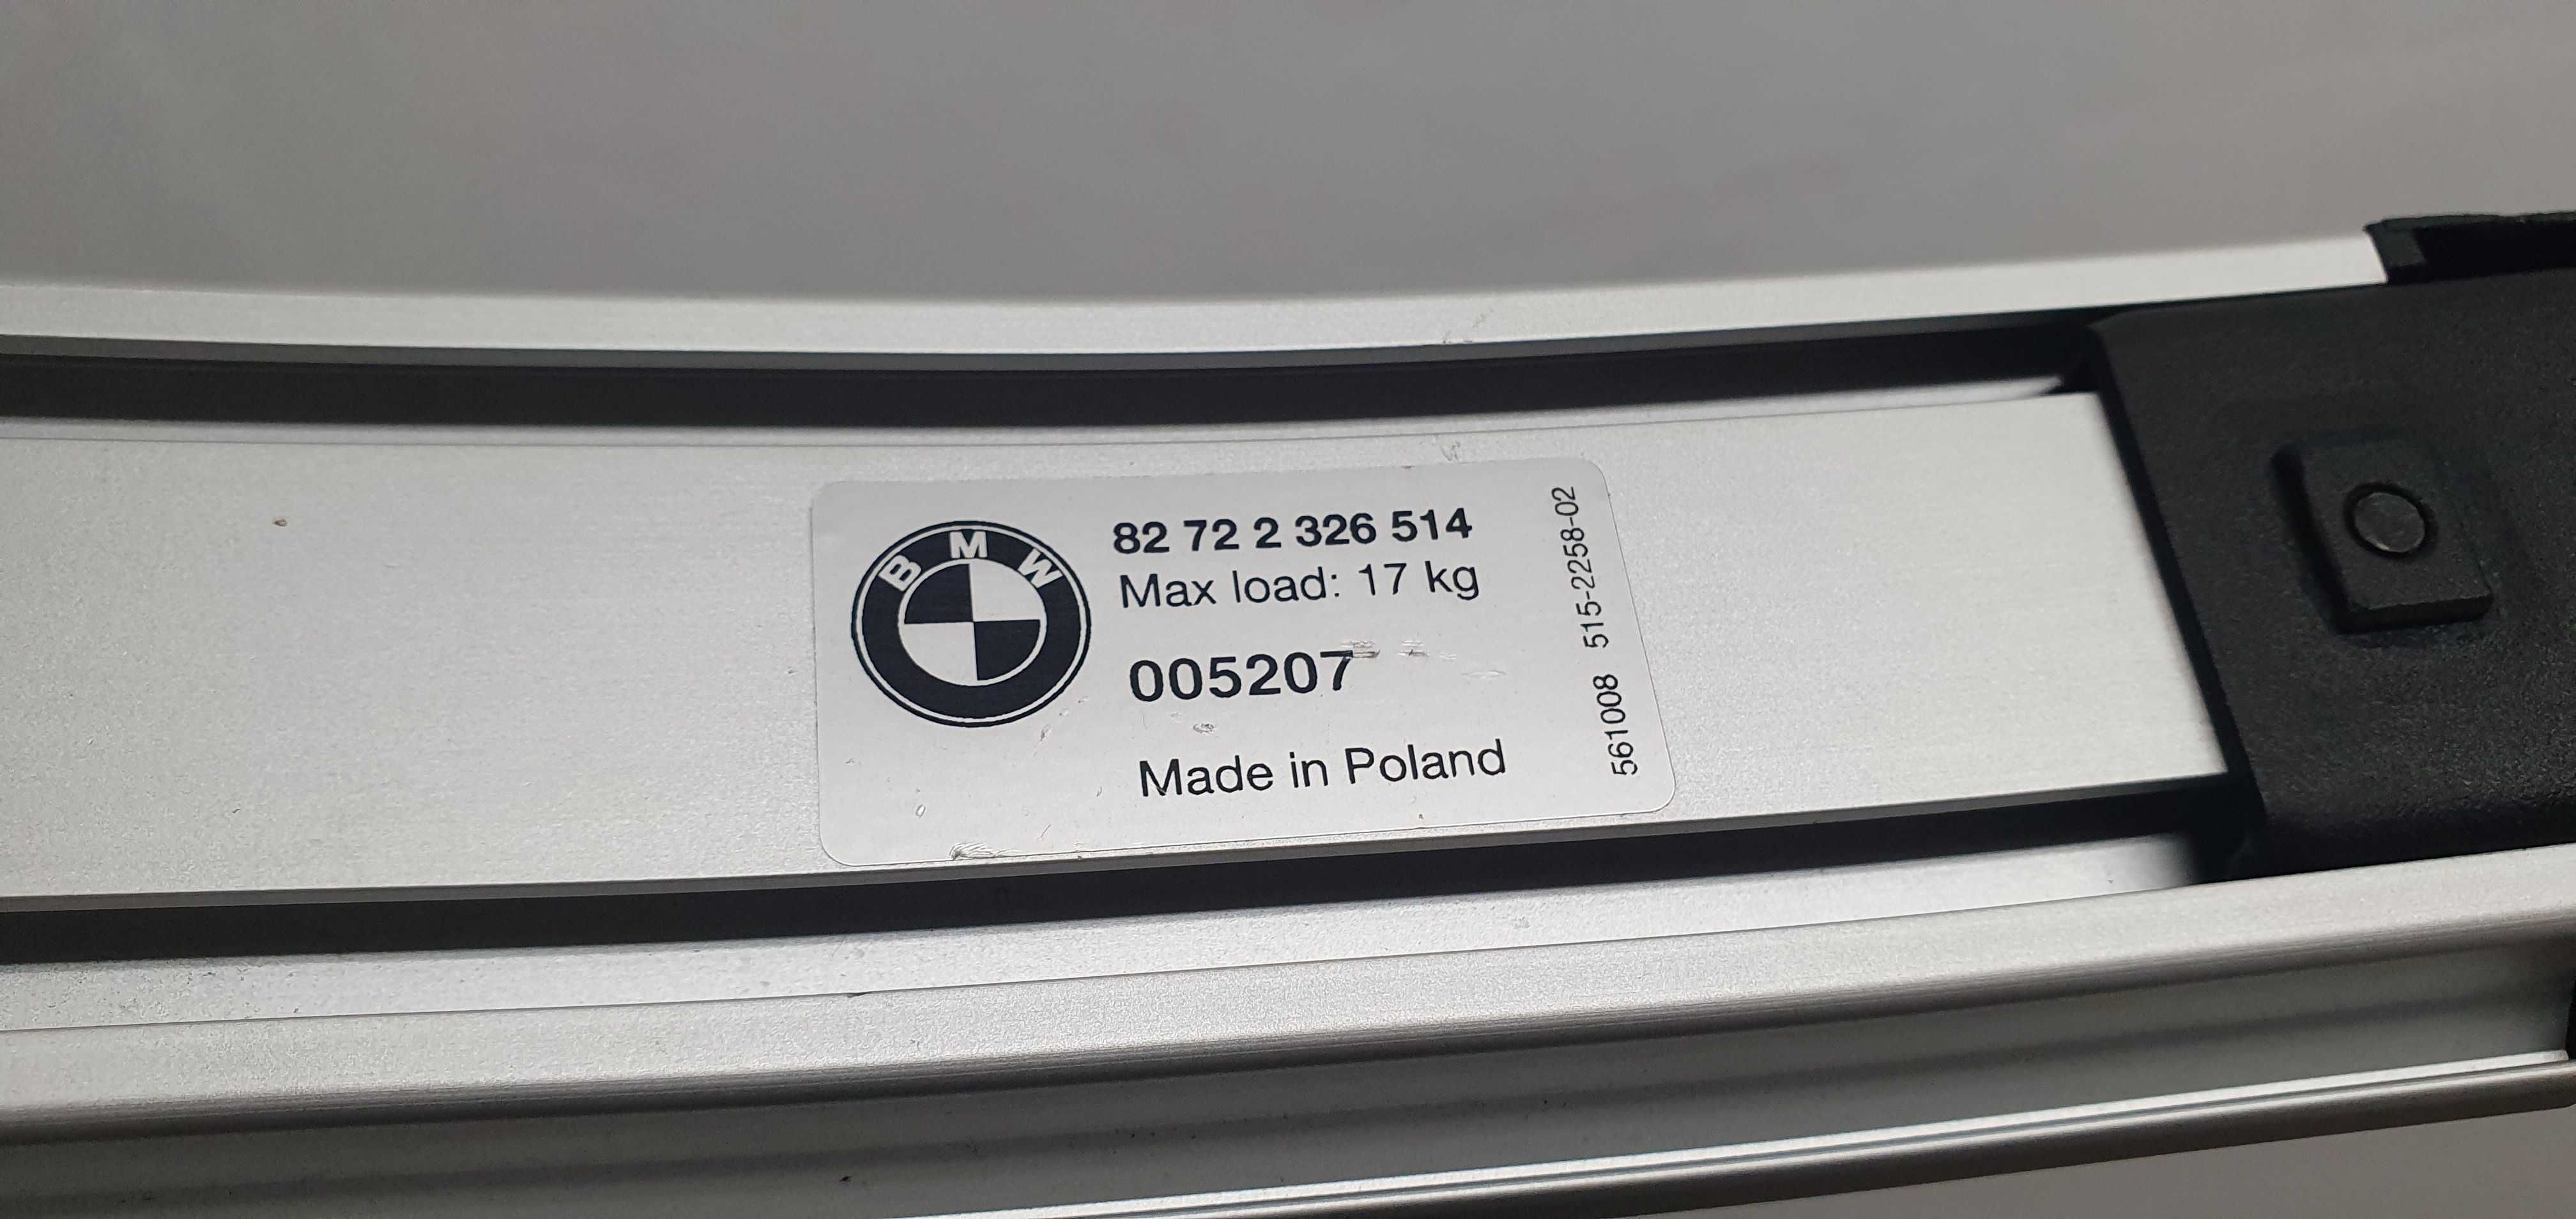 BMW
82 72 2 326 514
Max load: 17 kg
005207
Made in Poland
561008 515-2258-02